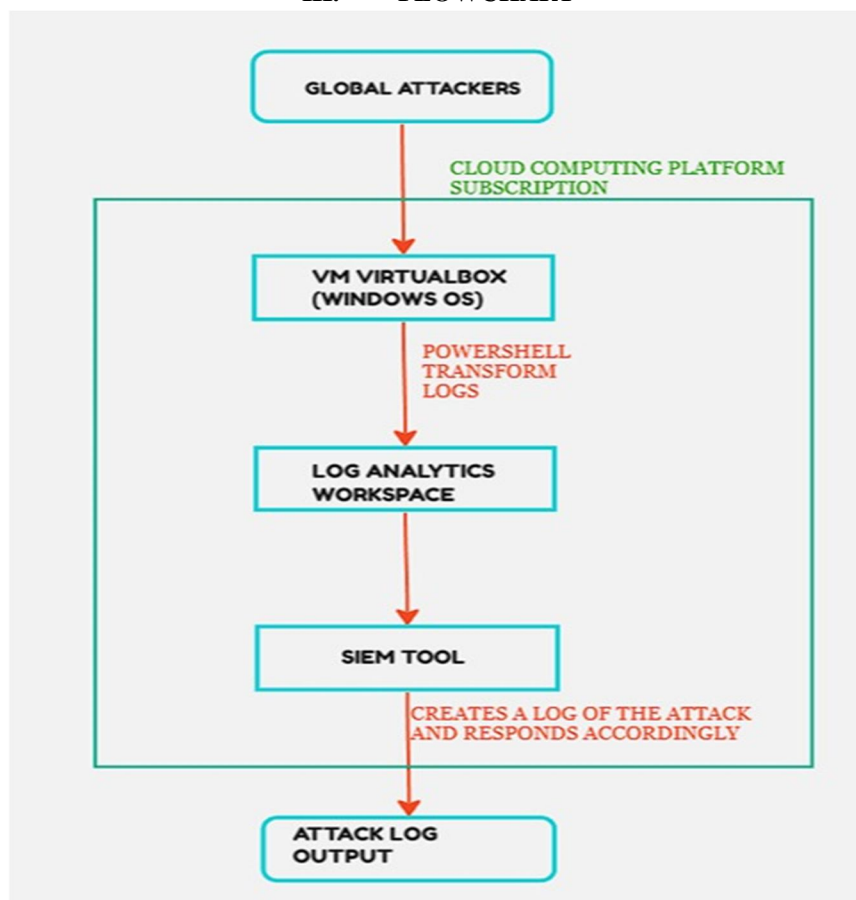 GLOBAL ATTACKERS
CLOUD COMPUTING PLATFORM
SUBSCRIPTION
VM VIRTUALBOX
(WINDOWS OS)
POWERSHELL
TRANSFORM
LOGS
LOG ANALYTICS
WORKSPACE
SIEM TOOL
CREATES A LOG OF THE ATTACK
AND RESPONDS ACCORDINGLY
ATTACK LOG
OUTPUT